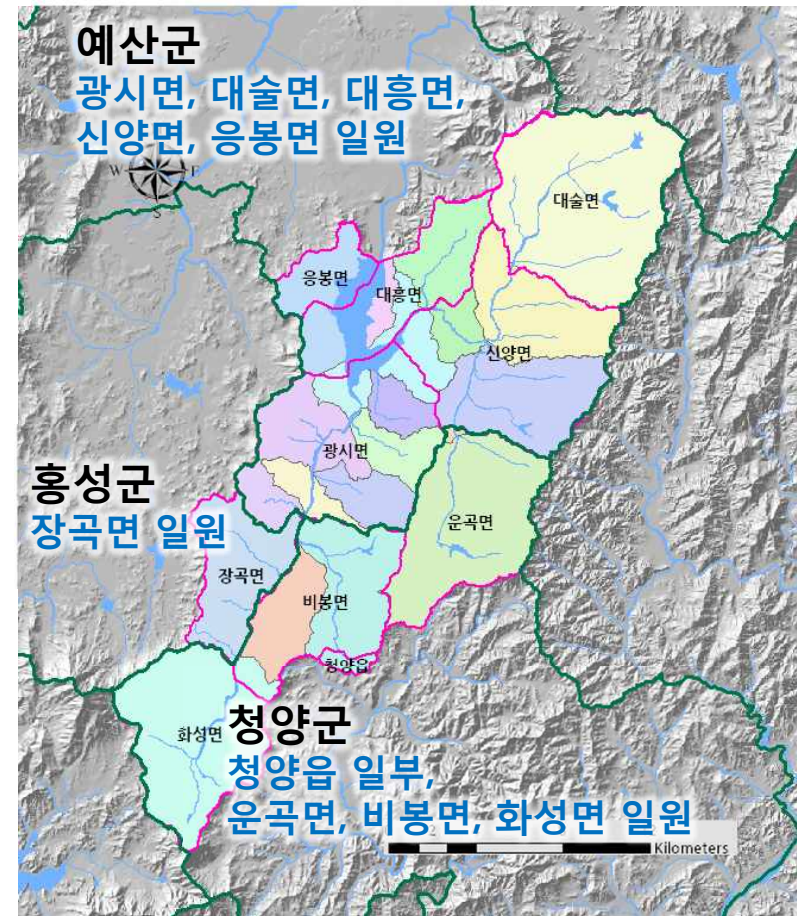 예산군
광시면, 대술면, 대흥면,
신양면, 응봉면 일원
W
S
대술면
응봉면
대흥면
신양면
광시면
홍성군
장곡면 일원
운곡면
장곡면
비봉면
청양읍
화성면
청양군
청양읍 일부,
운곡면, 비봉면, 화성면 일원
Kilometers